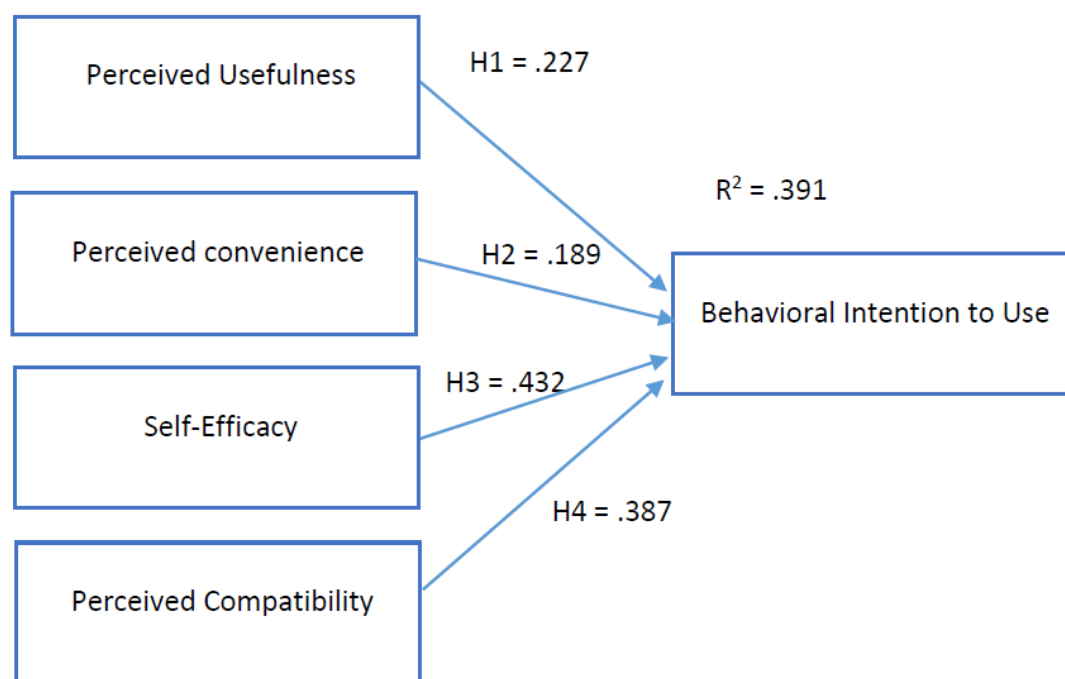 Perceived Usefulness
H1 = .227
R² = .391
Perceived convenience
H2 = .189
Behavioral Intention to Use
H3 = .432
Self-Efficacy
H4 = .387
Perceived Compatibility